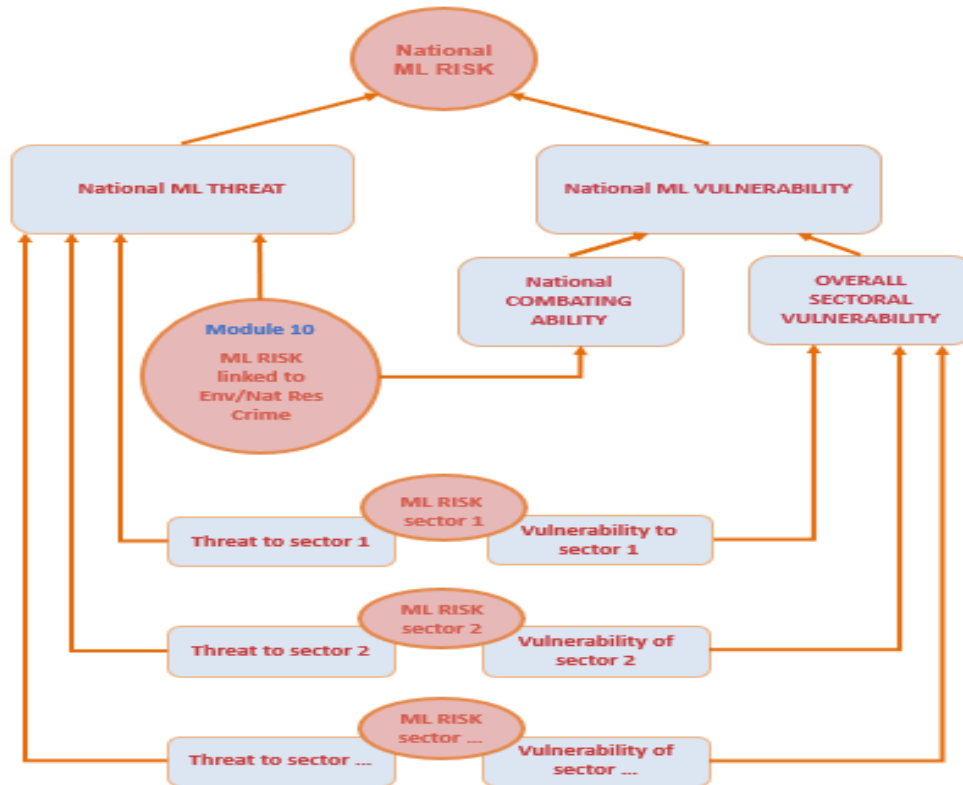 National
ML RISK
National ML THREAT
National ML VULNERABILITY
National
COMBATING
ABILITY
OVERALL
SECTORAL
VULNERABILITY
Module 10
ML RISK
linked to
Env/Nat Res
Crime
ML RISK
sector 1
Threat to sector 1
Vulnerability to
sector 1
ML RISK
sector 2
Threat to sector 2
Vulnerability of
sector 2
ML RISK
sector ...
Threat to sector ...
Vulnerability of
sector ...